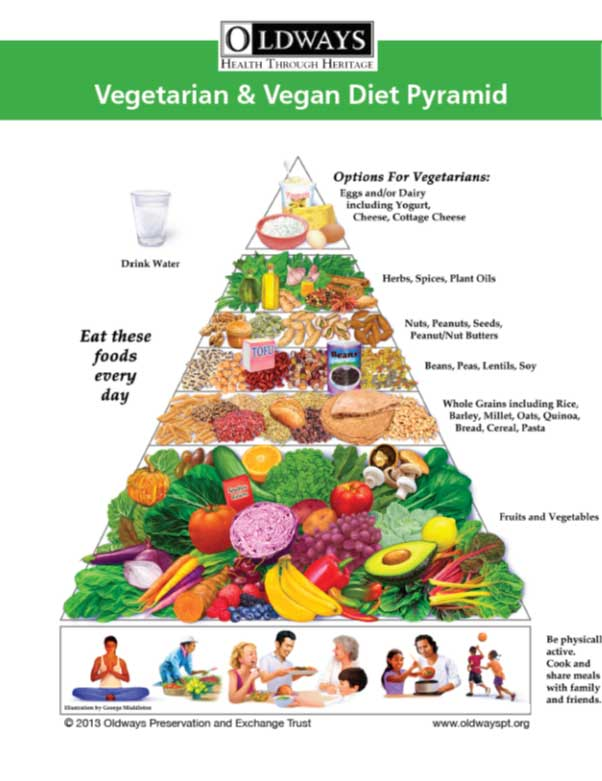 OLDWAYS
HEALTH THROUGH HERITAGE
Vegetarian & Vegan Diet Pyramid
Options For Vegetarians:
Eggs and/or Dairy
including Yogurt,
Cheese, Cottage Cheese
Drink Water
Herbs, Spices, Plant Oils
Eat these
foods
every
day
Nuts, Peanuts, Seeds,
Peanut/Nut Butters
TOFU
Beans
Beans, Peas, Lentils, Soy
Whole Grains including Rice,
Barley, Millet, Oats, Quinoa,
Bread, Cereal, Pasta
Fruits and Vegetables
Be physicall
active.
Cook and
share meals
with family
and friends.
Illustration by George Middleton
© 2013 Oldways Preservation and Exchange Trust
www.oldwayspt.org